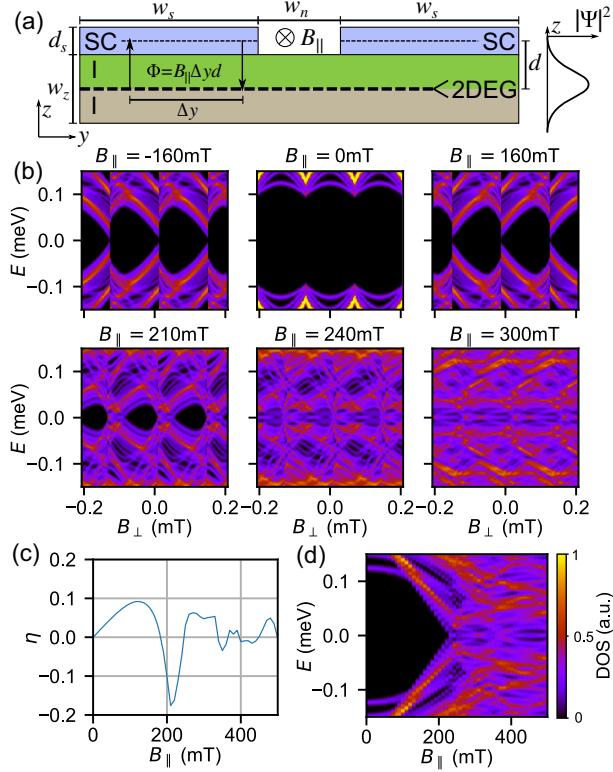 (a)
w_s w_n w_s
d_s SC ⊗ B_∥ SC
z |Ψ|²
I Φ=B_∥Δyd d
w_z 2DEG
z I Δy
y
(b)
B_∥ = -160mT B_∥ = 0mT B_∥ = 160mT
E (meV)
0.1
0.0
−0.1
B_∥ = 210mT B_∥ = 240mT B_∥ = 300mT
E (meV)
0.1
0.0
−0.1
−0.2 0.0 0.2 −0.2 0.0 0.2 −0.2 0.0 0.2
B_⊥ (mT) B_⊥ (mT) B_⊥ (mT)
(c)
η
0.2
0.1
0.0
−0.1
−0.2
0 200 400
B_∥ (mT)
(d)
E (meV)
0.1
0.0
−0.1
0 200 400
B_∥ (mT)
1
0.5
0
DOS (a.u.)